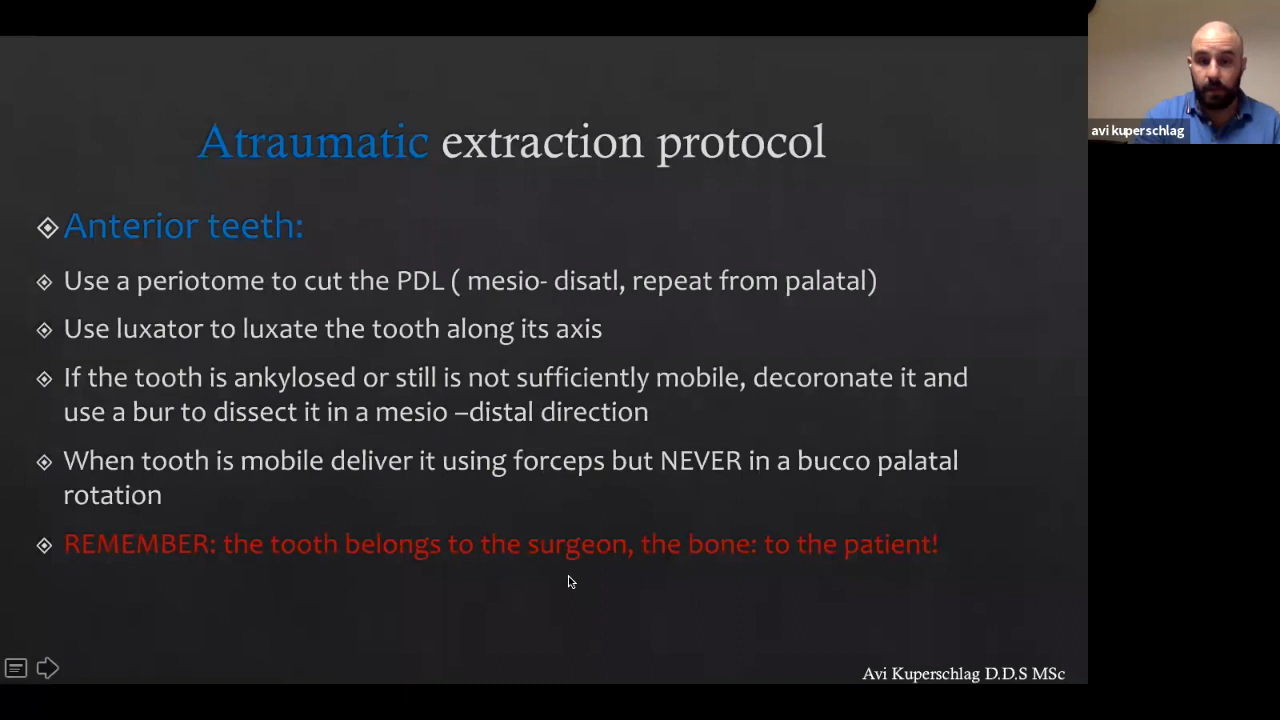 avi kuperschlag
Atraumatic extraction protocol
Anterior teeth:
Use a periotome to cut the PDL ( mesio- disatl, repeat from palatal)
Use luxator to luxate the tooth along its axis
If the tooth is ankylosed or still is not sufficiently mobile, decoronate it and
use a bur to dissect it in a mesio –distal direction
When tooth is mobile deliver it using forceps but NEVER in a bucco palatal
rotation
REMEMBER: the tooth belongs to the surgeon, the bone: to the patient!
Avi Kuperschlag D.D.S MSc